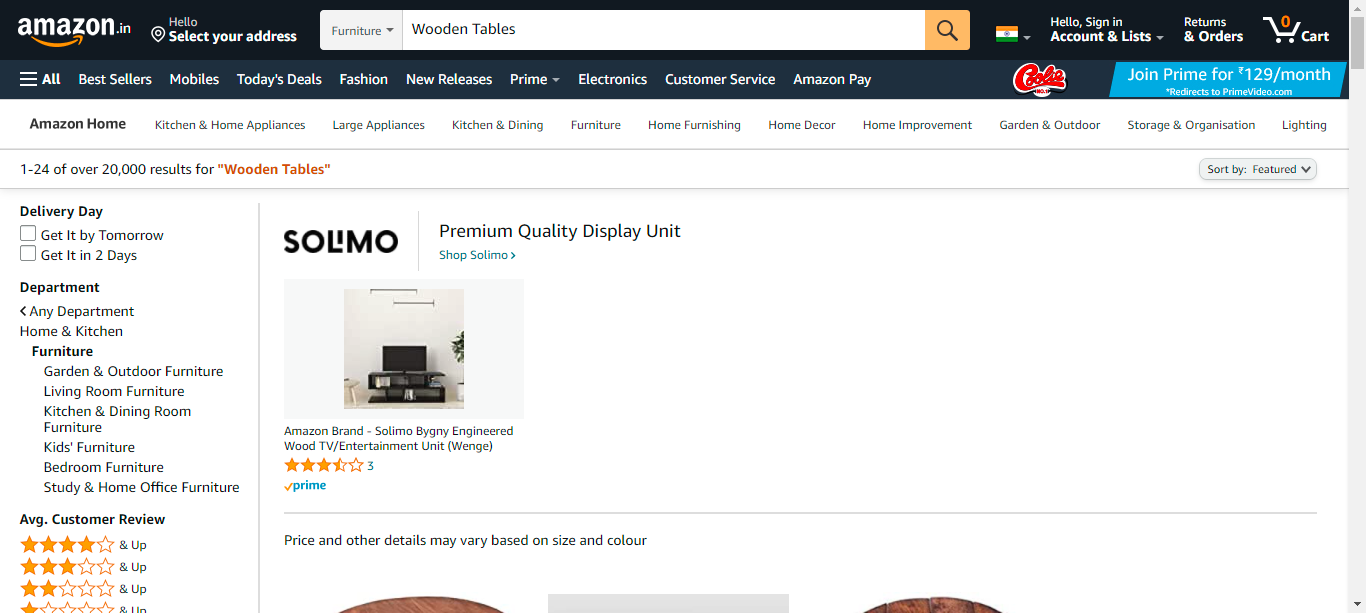 amazon.in
Hello
Select your address
Furniture
Wooden Tables
Hello, Sign in
Account & Lists
Returns
& Orders
0
Cart
All
Best Sellers
Mobiles
Today's Deals
Fashion
New Releases
Prime
Electronics
Customer Service
Amazon Pay
Coolie
NO.1
Join Prime for ₹129/month
*Redirects to PrimeVideo.com
Amazon Home
Kitchen & Home Appliances
Large Appliances
Kitchen & Dining
Furniture
Home Furnishing
Home Decor
Home Improvement
Garden & Outdoor
Storage & Organisation
Lighting
1-24 of over 20,000 results for "Wooden Tables"
Sort by: Featured
Delivery Day
Get It by Tomorrow
Get It in 2 Days
Department
Any Department
Home & Kitchen
Furniture
Garden & Outdoor Furniture
Living Room Furniture
Kitchen & Dining Room
Furniture
Kids' Furniture
Bedroom Furniture
Study & Home Office Furniture
Avg. Customer Review
& Up
& Up
& Up
& Up
SOLIMO
Premium Quality Display Unit
Shop Solimo
Amazon Brand - Solimo Bygny Engineered
Wood TV/Entertainment Unit (Wenge)
3
prime
Price and other details may vary based on size and colour